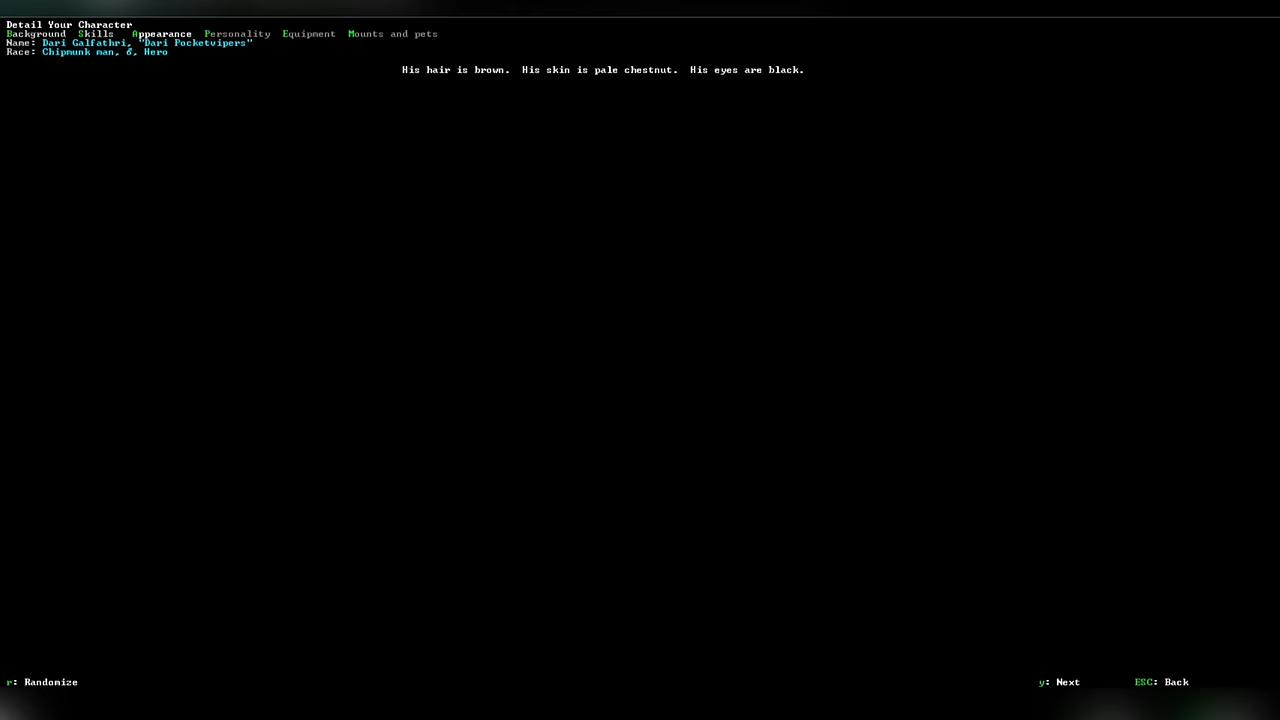 Detail Your Character
Background Skills Appearance Personality Equipment Mounts and pets
Name: Dari Galfathri, "Dari Pocketvipers"
Race: Chipmunk man, ♂, Hero
His hair is brown. His skin is pale chestnut. His eyes are black.
r: Randomize y: Next ESC: Back